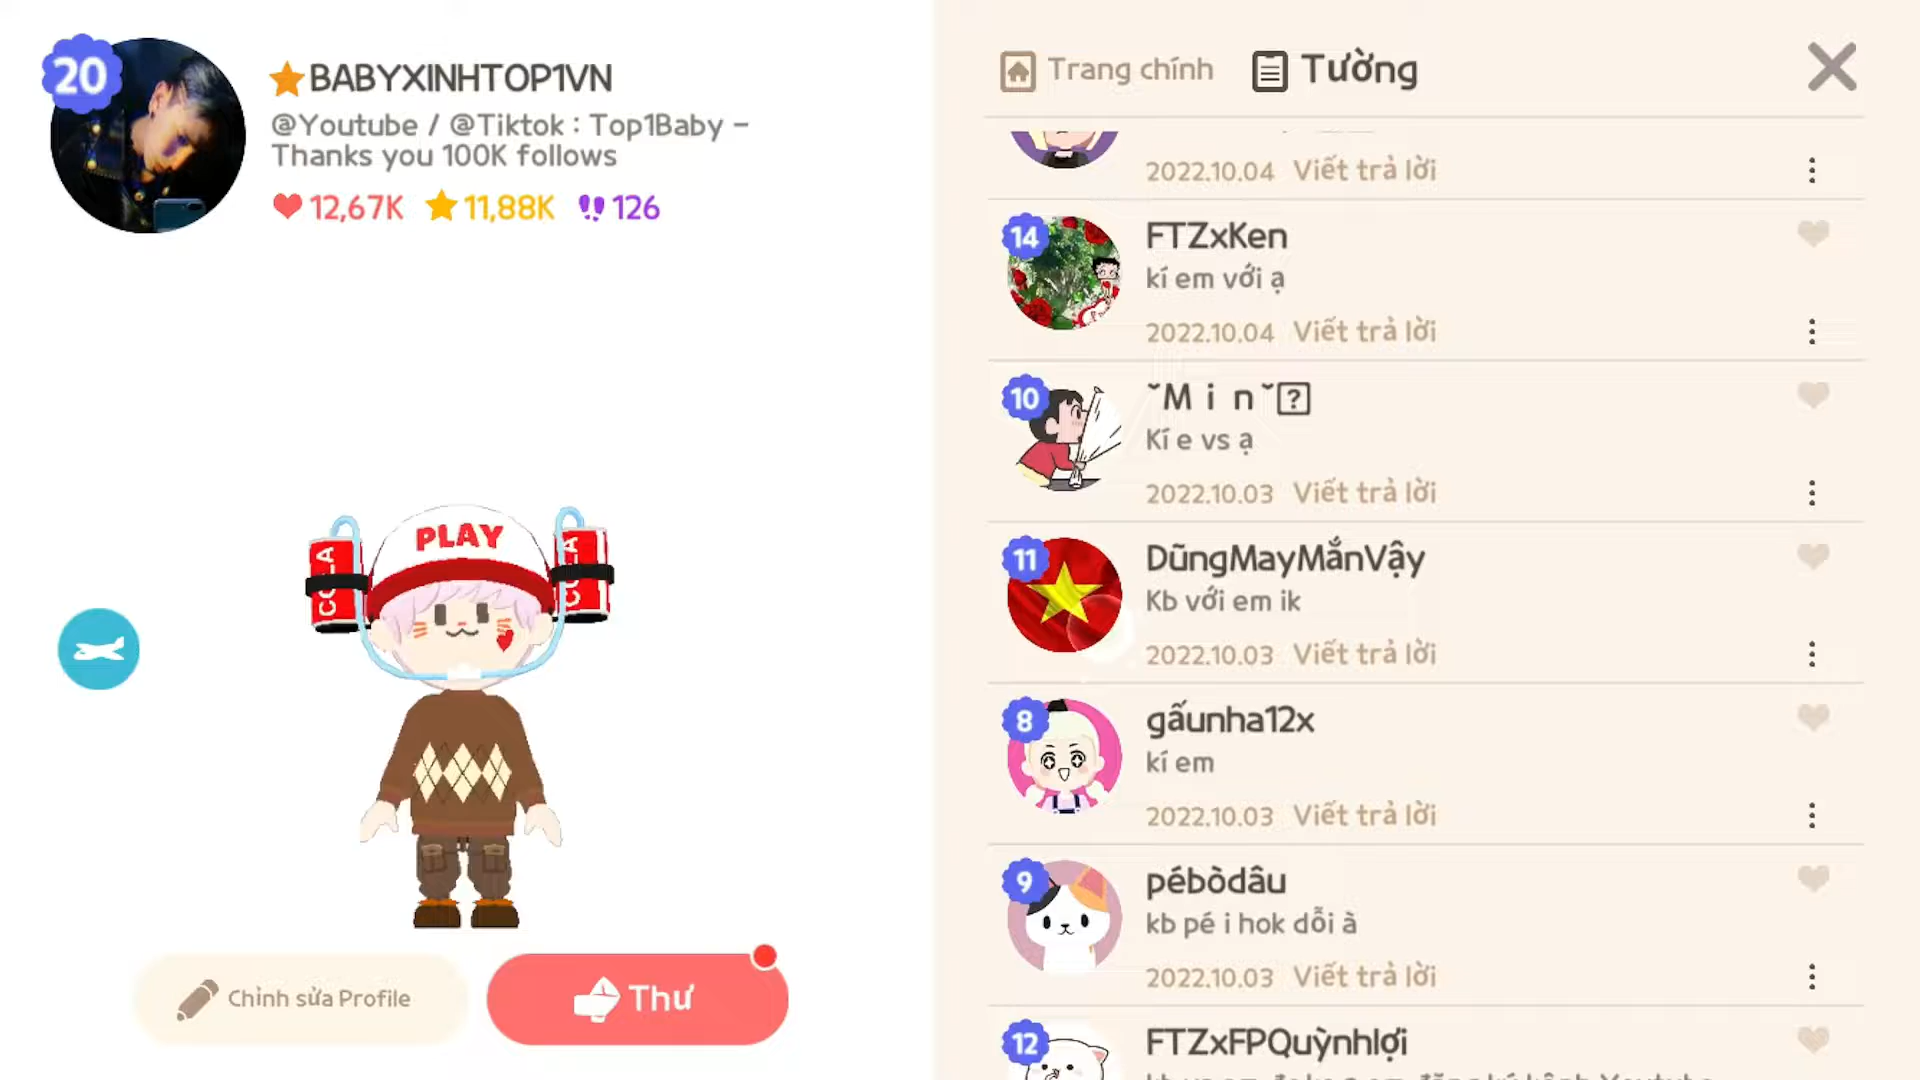 20
BABYXINHTOP1VN
@Youtube / @Tiktok : Top1Baby -
Thanks you 100K follows
12,67K 11,88K 126
PLAY
COLA
Chỉnh sửa Profile
Thư
Trang chính Tường
2022.10.04 Viết trả lời
14
FTZxKen
kí em với ạ
2022.10.04 Viết trả lời
10
˘M i n˘
Kí e vs ạ
2022.10.03 Viết trả lời
11
DũngMayMắnVậy
Kb với em ik
2022.10.03 Viết trả lời
8
gấunha12x
kí em
2022.10.03 Viết trả lời
9
pébòdâu
kb pé i hok dỗi à
2022.10.03 Viết trả lời
12
FTZxFPQuỳnhlợi